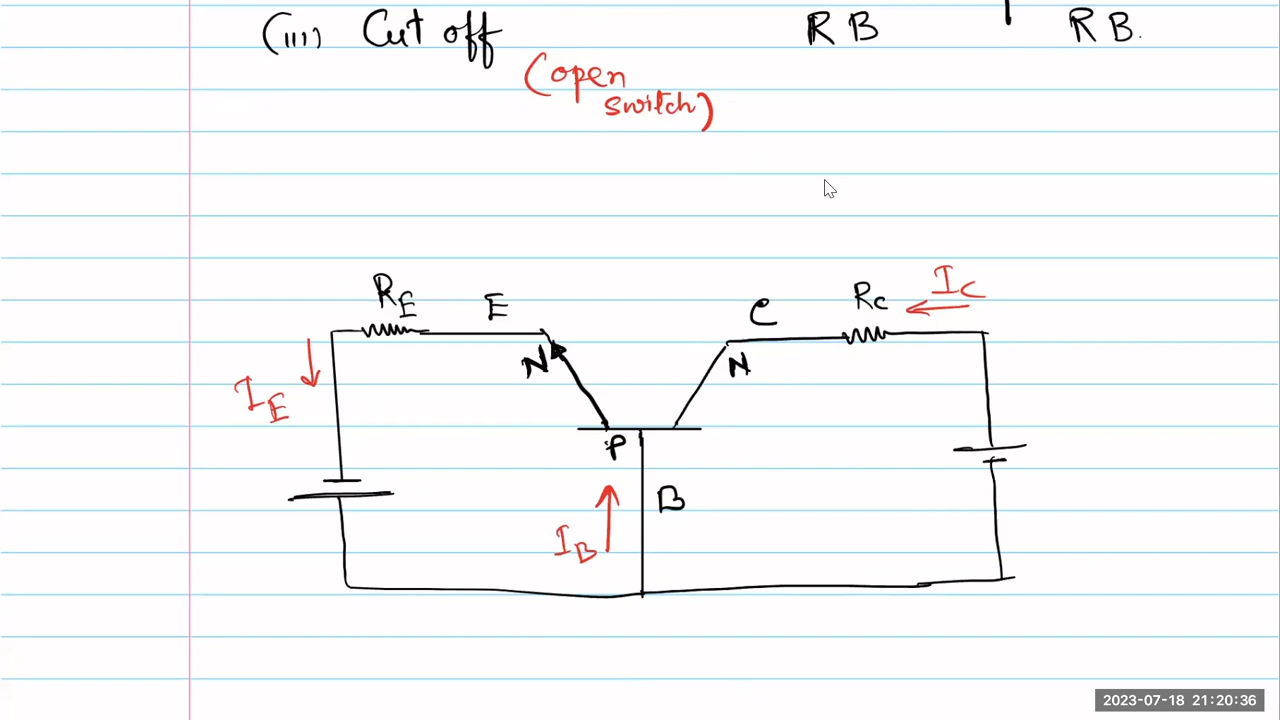 (III) Cut off RB RB.
(open
switch)
RE E C RC IC
N N
IE
P
B
IB
2023-07-18 21:20:36